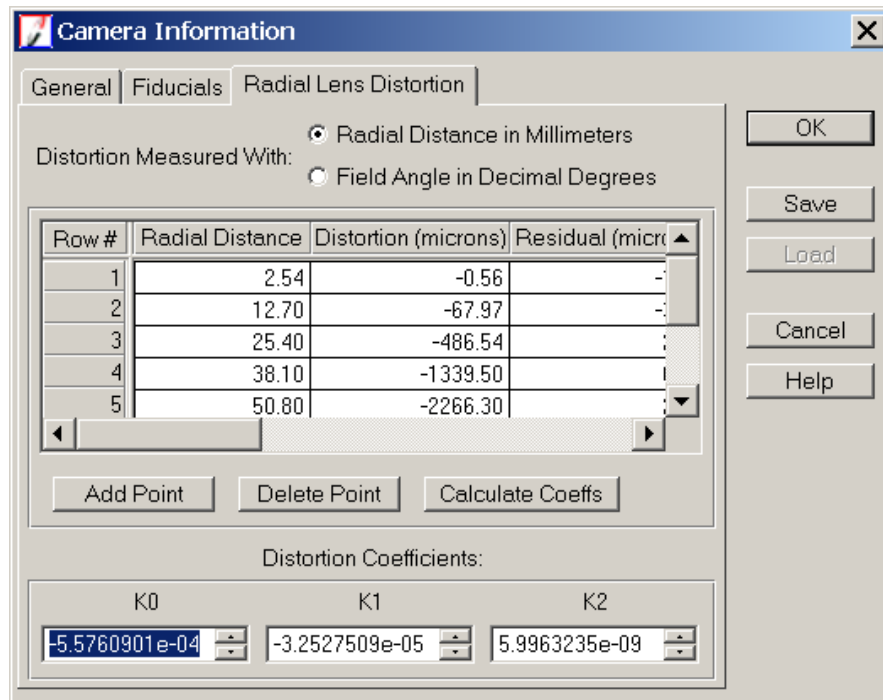 Camera Information
General Fiducials Radial Lens Distortion
Distortion Measured With:
Radial Distance in Millimeters
Field Angle in Decimal Degrees
Row # Radial Distance Distortion (microns) Residual
1 2.54 -0.56
2 12.70 -67.97
3 25.40 -486.54
4 38.10 -1339.50
5 50.80 -2266.30
Add Point Delete Point Calculate Coeffs
Distortion Coefficients:
K0 K1 K2
-5.5760901e-04 -3.2527509e-05 5.9963235e-09
OK
Save
Load
Cancel
Help